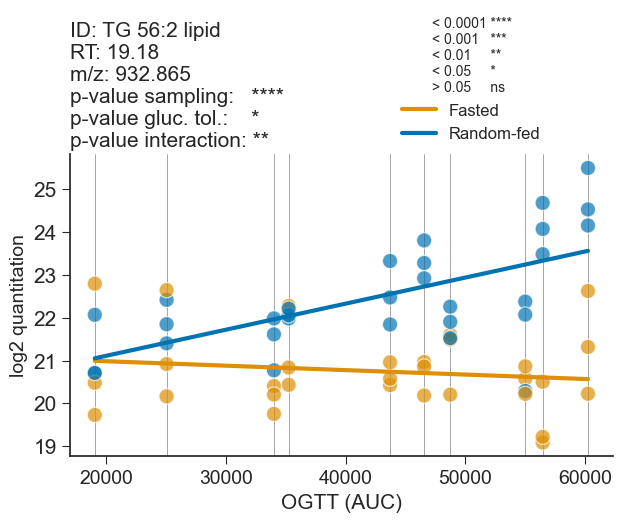 ID: TG 56:2 lipid
RT: 19.18
m/z: 932.865
p-value sampling: ****
p-value gluc. tol.: *
p-value interaction: **
< 0.0001 ****
< 0.001 ***
< 0.01 **
< 0.05 *
> 0.05 ns
Fasted
Random-fed
log2 quantitation
25
24
23
22
21
20
19
20000 30000 40000 50000 60000
OGTT (AUC)